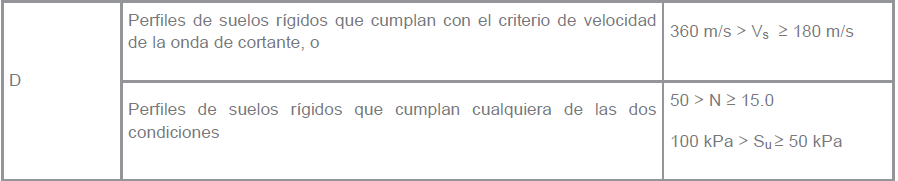 D
Perfiles de suelos rígidos que cumplan con el criterio de velocidad
de la onda de cortante, o
360 m/s > Vs ≥ 180 m/s
Perfiles de suelos rígidos que cumplan cualquiera de las dos
condiciones
50 > N ≥ 15.0
100 kPa > Su ≥ 50 kPa